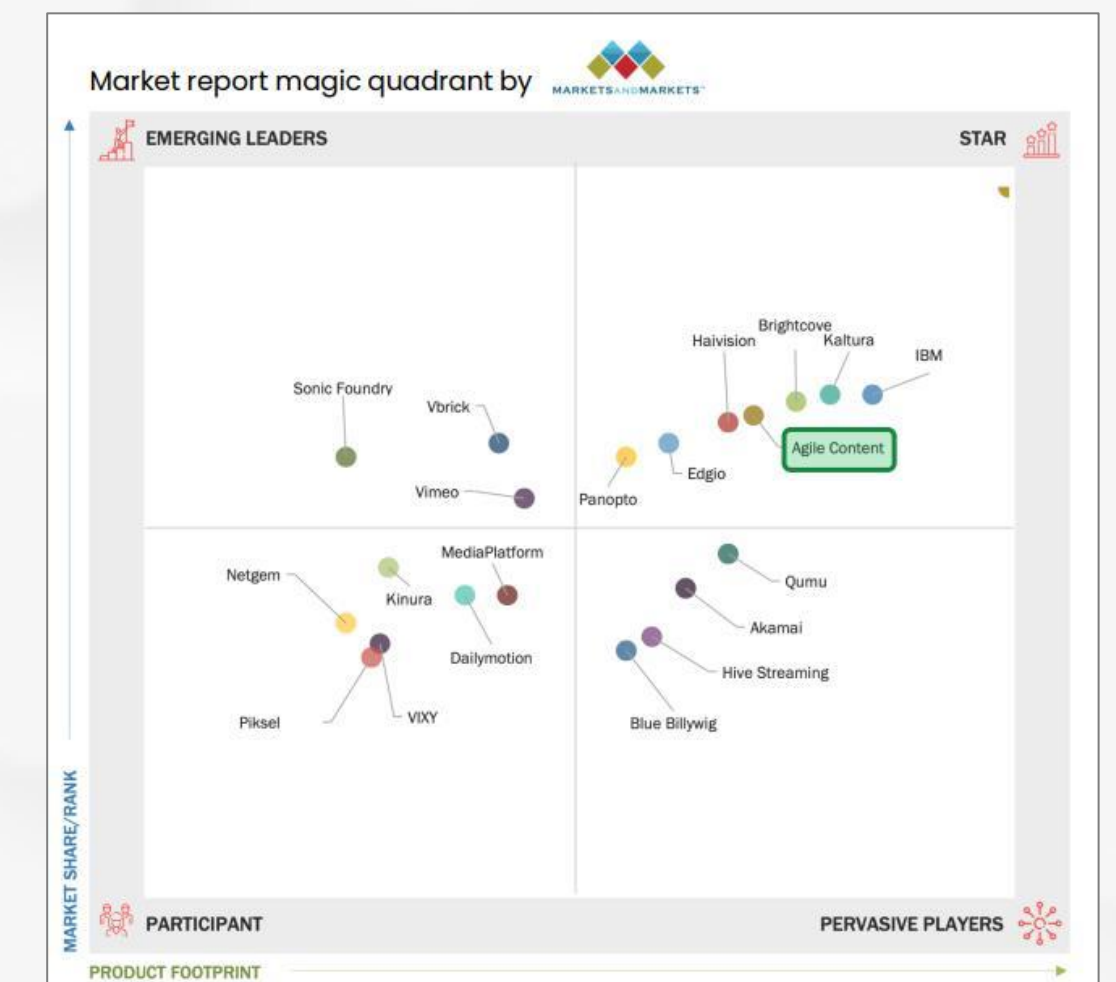 Market report magic quadrant by
MARKETSANDMARKETS™
EMERGING LEADERS
STAR
Brightcove
Haivision
Kaltura
IBM
Sonic Foundry
Vbrick
Agile Content
Edgio
Vimeo
Panopto
MediaPlatform
Netgem
Qumu
Kinura
Akamai
Dailymotion
Hive Streaming
Piksel
VIXY
Blue Billywig
MARKET SHARE/RANK
PARTICIPANT
PERVASIVE PLAYERS
PRODUCT FOOTPRINT